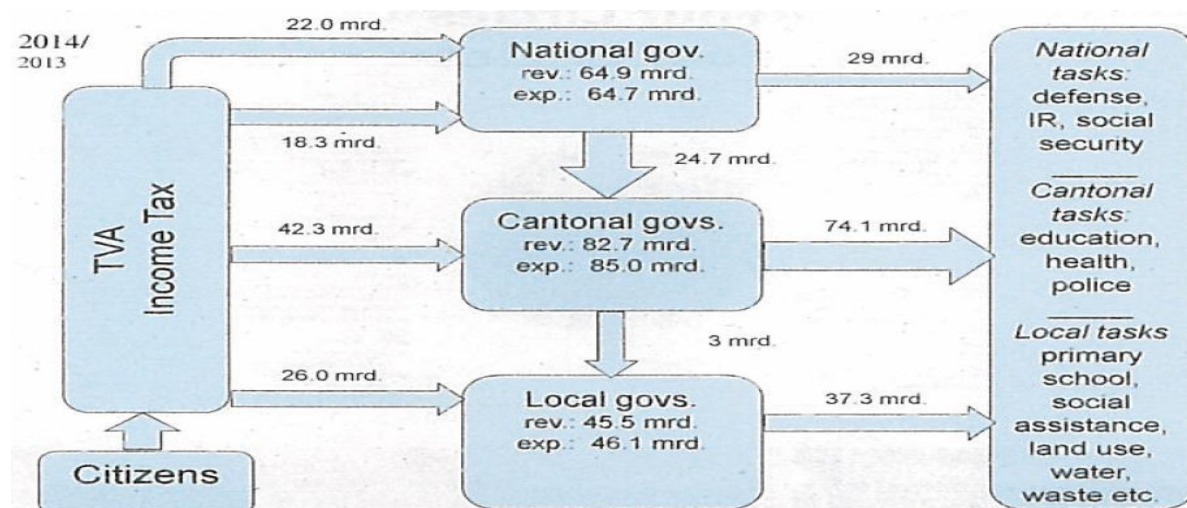 2014/
2013
22.0 mrd.
18.3 mrd.
42.3 mrd.
26.0 mrd.
TVA
Income Tax
Citizens
National gov.
rev.: 64.9 mrd.
exp.: 64.7 mrd.
24.7 mrd.
Cantonal govs.
rev.: 82.7 mrd.
exp.: 85.0 mrd.
3 mrd.
Local govs.
rev.: 45.5 mrd.
exp.: 46.1 mrd.
29 mrd.
74.1 mrd.
37.3 mrd.
National
tasks:
defense,
IR, social
security
Cantonal
tasks:
education,
health,
police
Local tasks
primary
school,
social
assistance,
land use,
water,
waste etc.